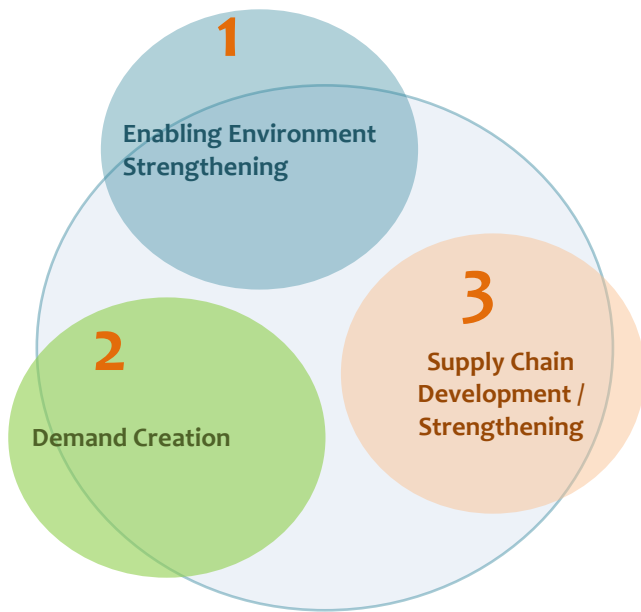 1
Enabling Environment
Strengthening
2
Demand Creation
3
Supply Chain
Development /
Strengthening